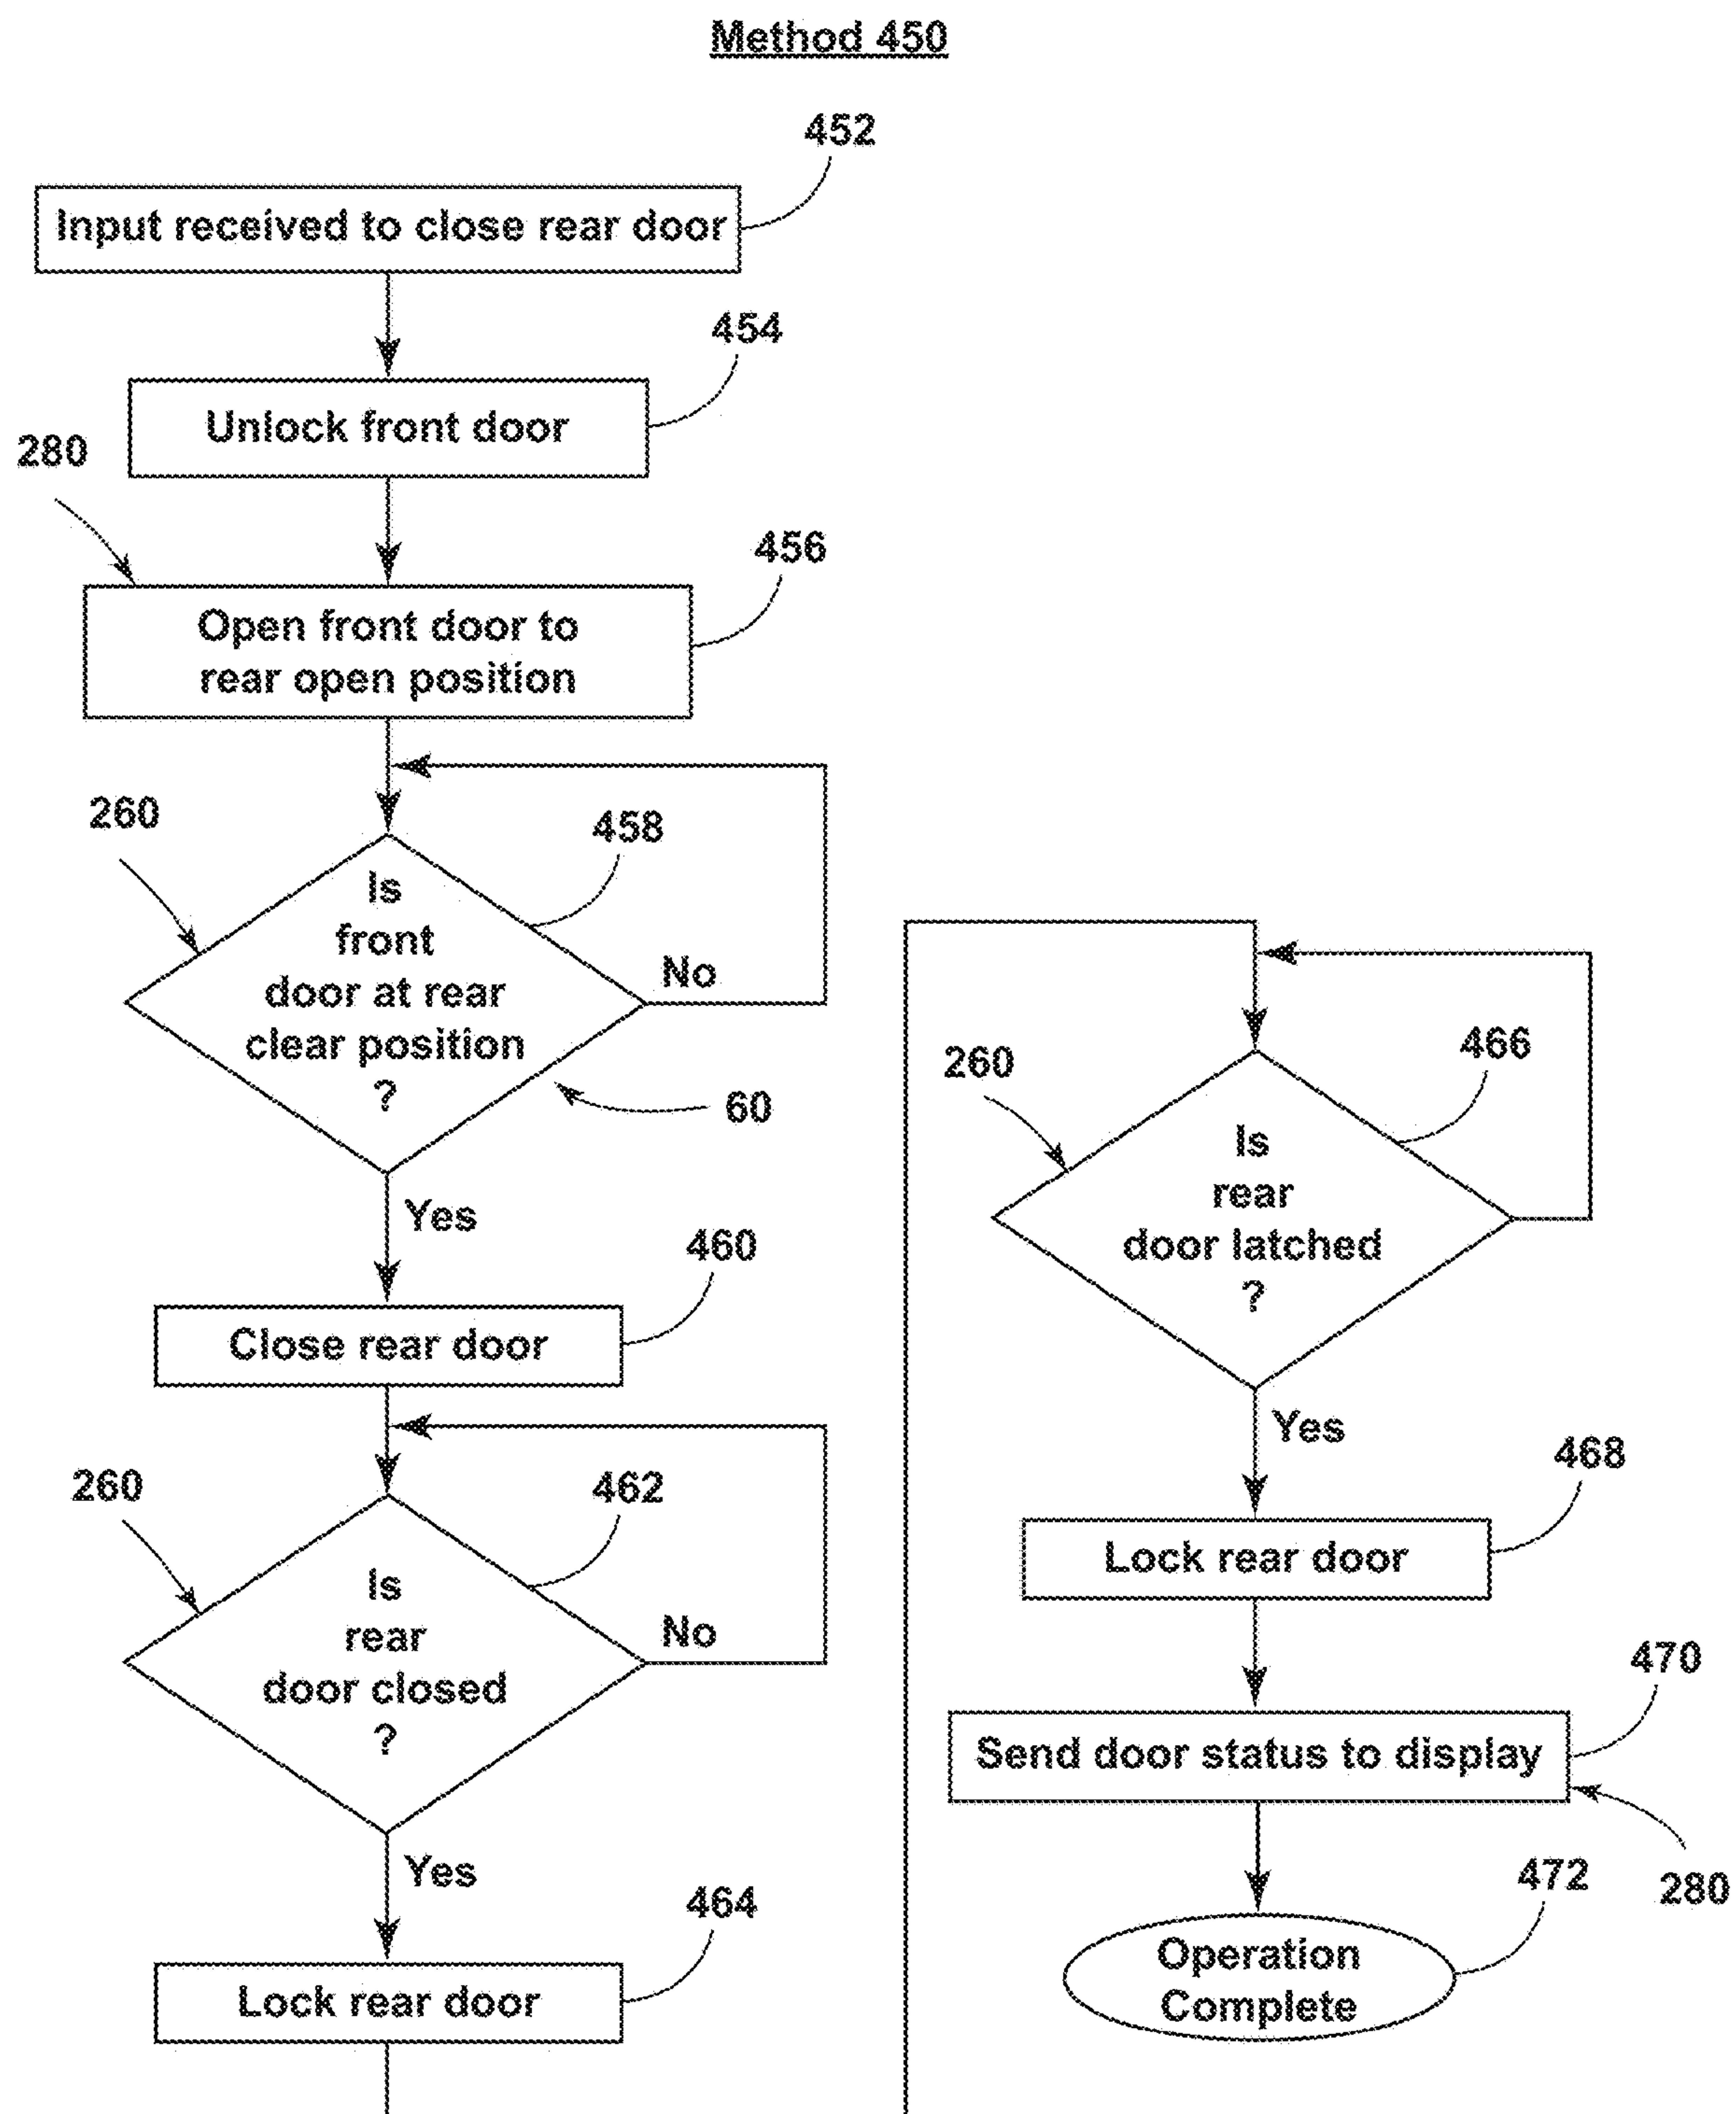 Method 450
452
Input received to close rear door
454
Unlock front door
280
456
Open front door to
rear open position
260
458
Is
front
door at rear
clear position
?
No
60
Yes
460
Close rear door
260
462
Is
rear
door closed
?
No
Yes
464
Lock rear door
260
466
Is
rear
door latched
?
Yes
468
Lock rear door
470
Send door status to display
280
472
Operation
Complete